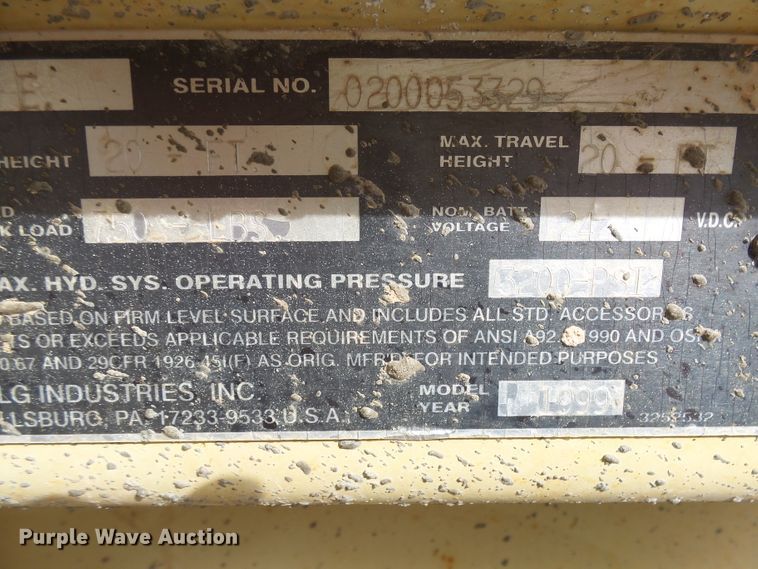 E. SERIAL NO. 0200053329
HEIGHT 20 - FT. MAX. TRAVEL HEIGHT 20 - FT
K LOAD 750 - LBS NOM. BATT. VOLTAGE 24 V.D.C.
AX. HYD. SYS. OPERATING PRESSURE 3200-PSI
BASED ON FIRM LEVEL SURFACE AND INCLUDES ALL STD. ACCESSORIES
TS OR EXCEEDS APPLICABLE REQUIREMENTS OF ANSI A92. 1990 AND OS
0.67 AND 29CFR 1926.451(F) AS ORIG. MFR'D. FOR INTENDED PURPOSES
LG INDUSTRIES, INC. MODEL YEAR 1999
LLSBURG, PA. 17233-9533 U.S.A. 3252532
Purple Wave Auction